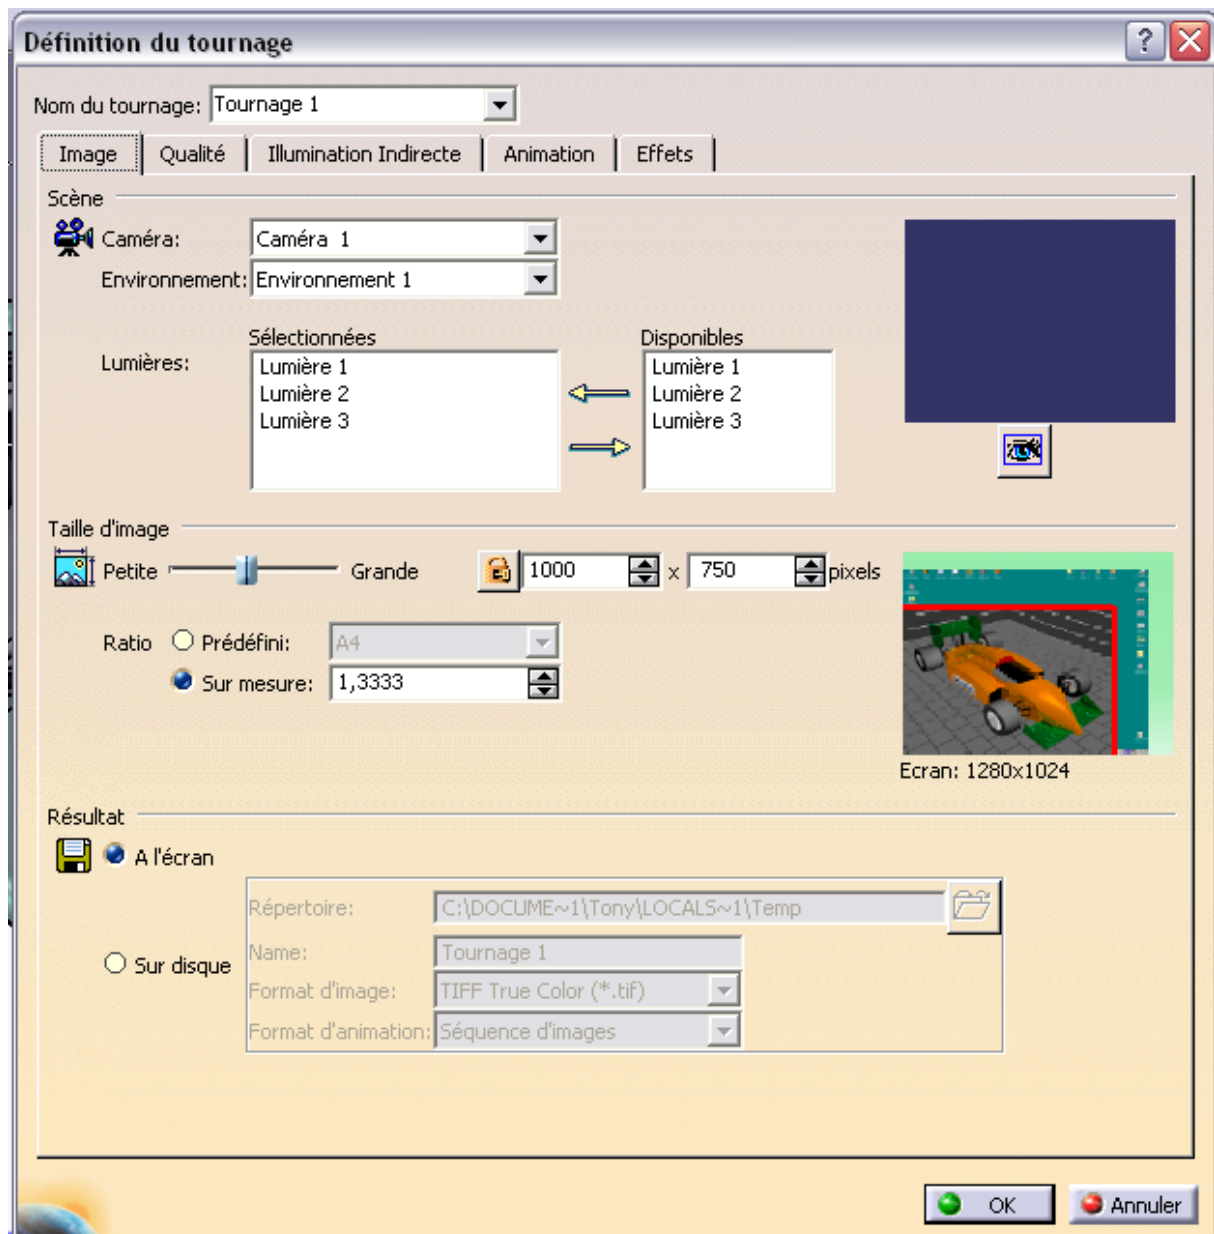 Définition du tournage
Nom du tournage: Tournage 1
Image Qualité Illumination Indirecte Animation Effets
Scène
Caméra: Caméra 1
Environnement: Environnement 1
Sélectionnées Disponibles
Lumières:
Lumière 1 Lumière 1
Lumière 2 Lumière 2
Lumière 3 Lumière 3
Taille d'image
Petite Grande 1000 x 750 pixels
Ratio Prédéfini: A4
Sur mesure: 1,3333
Ecran: 1280x1024
Résultat
A l'écran
Répertoire: C:\DOCUME~1\Tony\LOCALS~1\Temp
Sur disque
Name: Tournage 1
Format d'image: TIFF True Color (*.tif)
Format d'animation: Séquence d'images
OK Annuler